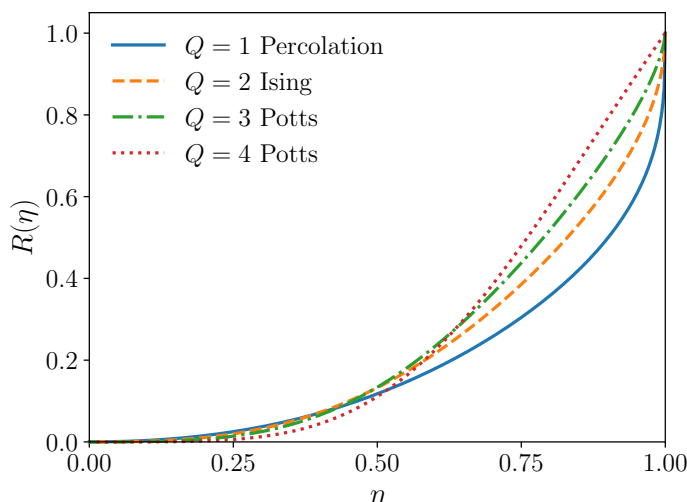 1.0
0.8
0.6
0.4
0.2
0.0
R(η)
Q = 1 Percolation
Q = 2 Ising
Q = 3 Potts
Q = 4 Potts
0.00 0.25 0.50 0.75 1.00
η